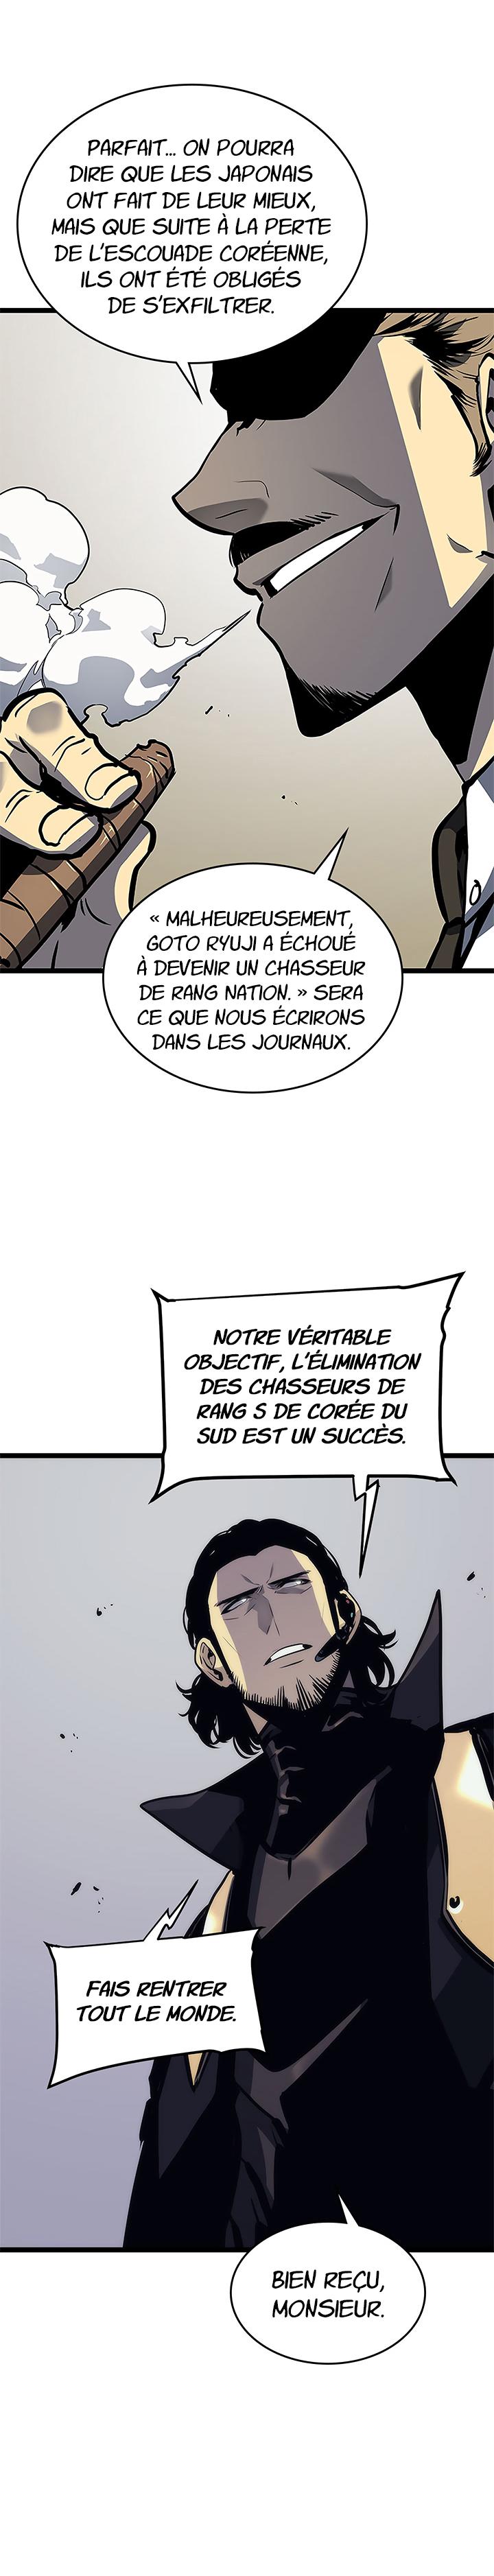 PARFAIT... ON POURRA
DIRE QUE LES JAPONAIS
ONT FAIT DE LEUR MIEUX,
MAIS QUE SUITE À LA PERTE
DE L'ESCOUADE CORÉENNE,
ILS ONT ÉTÉ OBLIGÉS
DE S'EXFILTRER.
« MALHEUREUSEMENT,
GOTO RYUJI A ÉCHOUÉ
À DEVENIR UN CHASSEUR
DE RANG NATION. » SERA
CE QUE NOUS ÉCRIRONS
DANS LES JOURNAUX.
NOTRE VÉRITABLE
OBJECTIF, L'ÉLIMINATION
DES CHASSEURS DE
RANG S DE CORÉE DU
SUD EST UN SUCCÈS.
FAIS RENTRER
TOUT LE MONDE.
BIEN REÇU,
MONSIEUR.